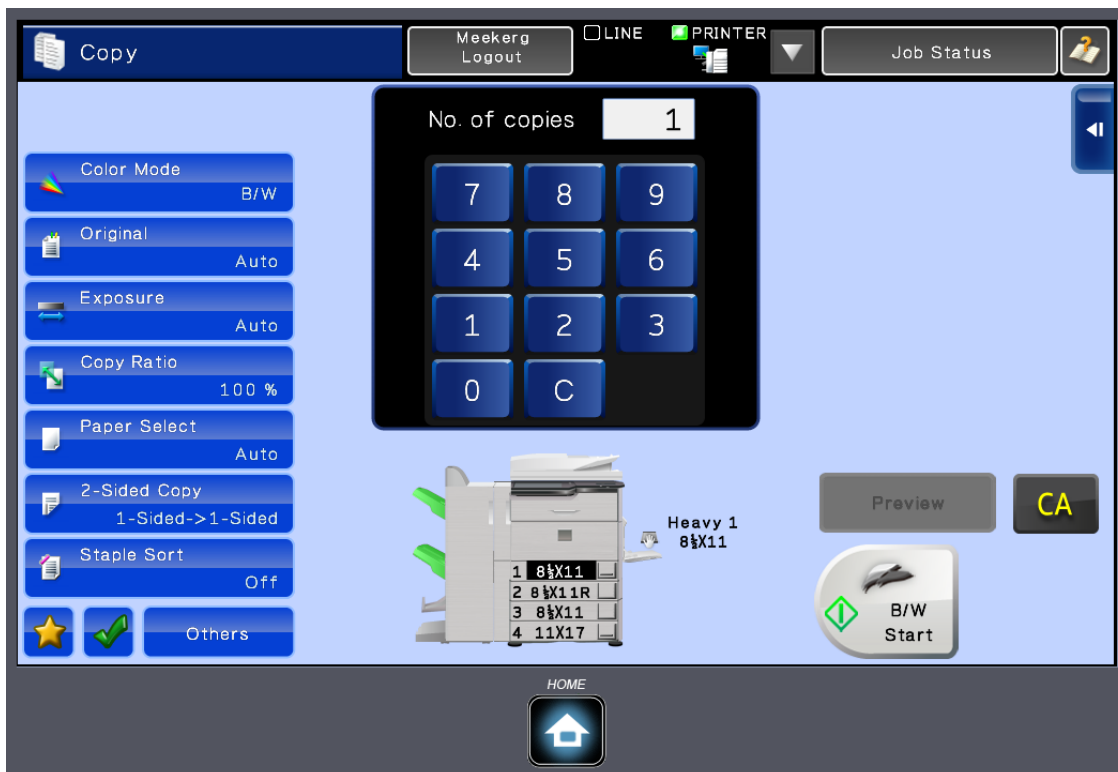 Copy
Meekerg
Logout
LINE
PRINTER
Job Status
No. of copies 1
Color Mode
B/W
Original
Auto
Exposure
Auto
Copy Ratio
100 %
Paper Select
Auto
2-Sided Copy
1-Sided->1-Sided
Staple Sort
Off
Others
7 8 9
4 5 6
1 2 3
0 C
Heavy 1
8½X11
1 8½X11
2 8½X11R
3 8½X11
4 11X17
Preview
CA
B/W
Start
HOME